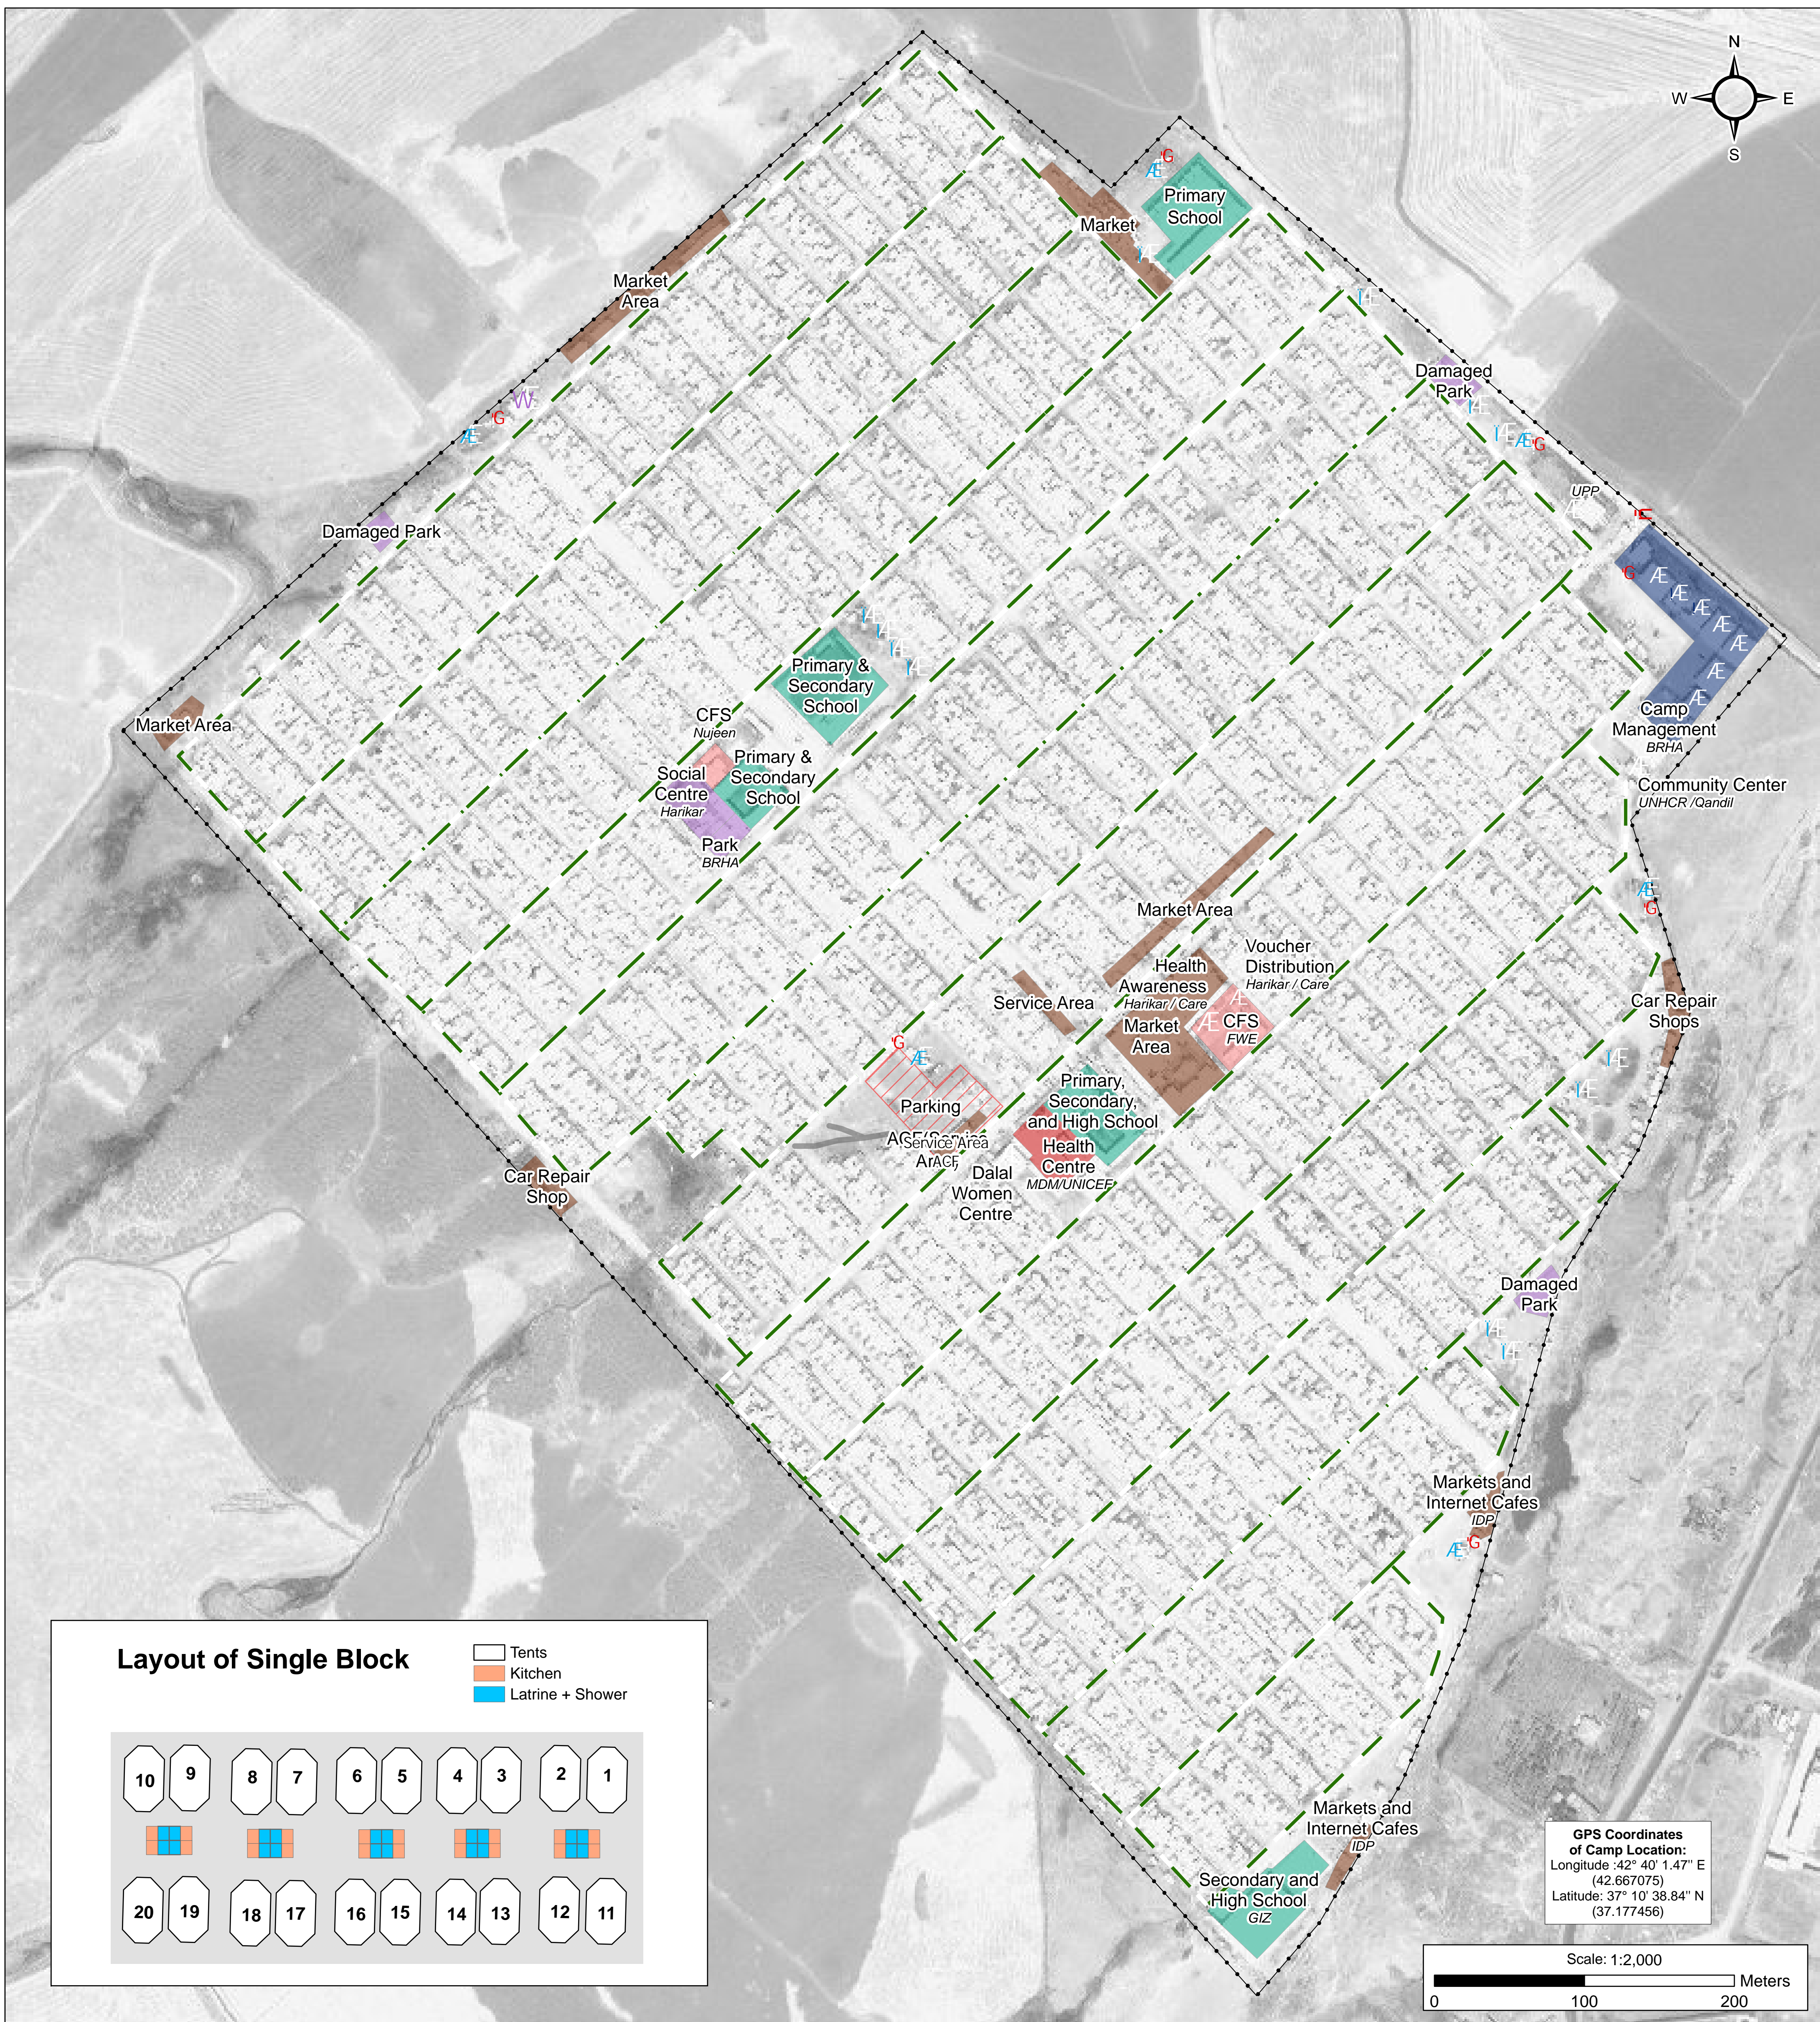 N
W
E
S
Primary
School
Market
Market
Area
Damaged
Park
Damaged Park
UPP
Primary &
Secondary
School
Market Area
CFS
Nujeen
Primary &
Secondary
School
Social
Centre
Harikar
Park
BRHA
Camp
Management
BRHA
Community Center
UNHCR /Qandil
Market Area
Voucher
Distribution
Harikar / Care
Health
Awareness
Harikar / Care
Service Area
Market
Area
CFS
FWE
Car Repair
Shops
Primary,
Secondary,
and High School
Parking
Service Area
ACF
Health
Centre
MDM/UNICEF
Dalal
Women
Centre
Car Repair
Shop
Damaged
Park
Markets and
Internet Cafes
IDP
Markets and
Internet Cafes
IDP
Secondary and
High School
GIZ
Layout of Single Block
Tents
Kitchen
Latrine + Shower
10 9 8 7 6 5 4 3 2 1
20 19 18 17 16 15 14 13 12 11
GPS Coordinates
of Camp Location:
Longitude :42° 40' 1.47" E
(42.667075)
Latitude: 37° 10' 38.84" N
(37.177456)
Scale: 1:2,000
Meters
0 100 200